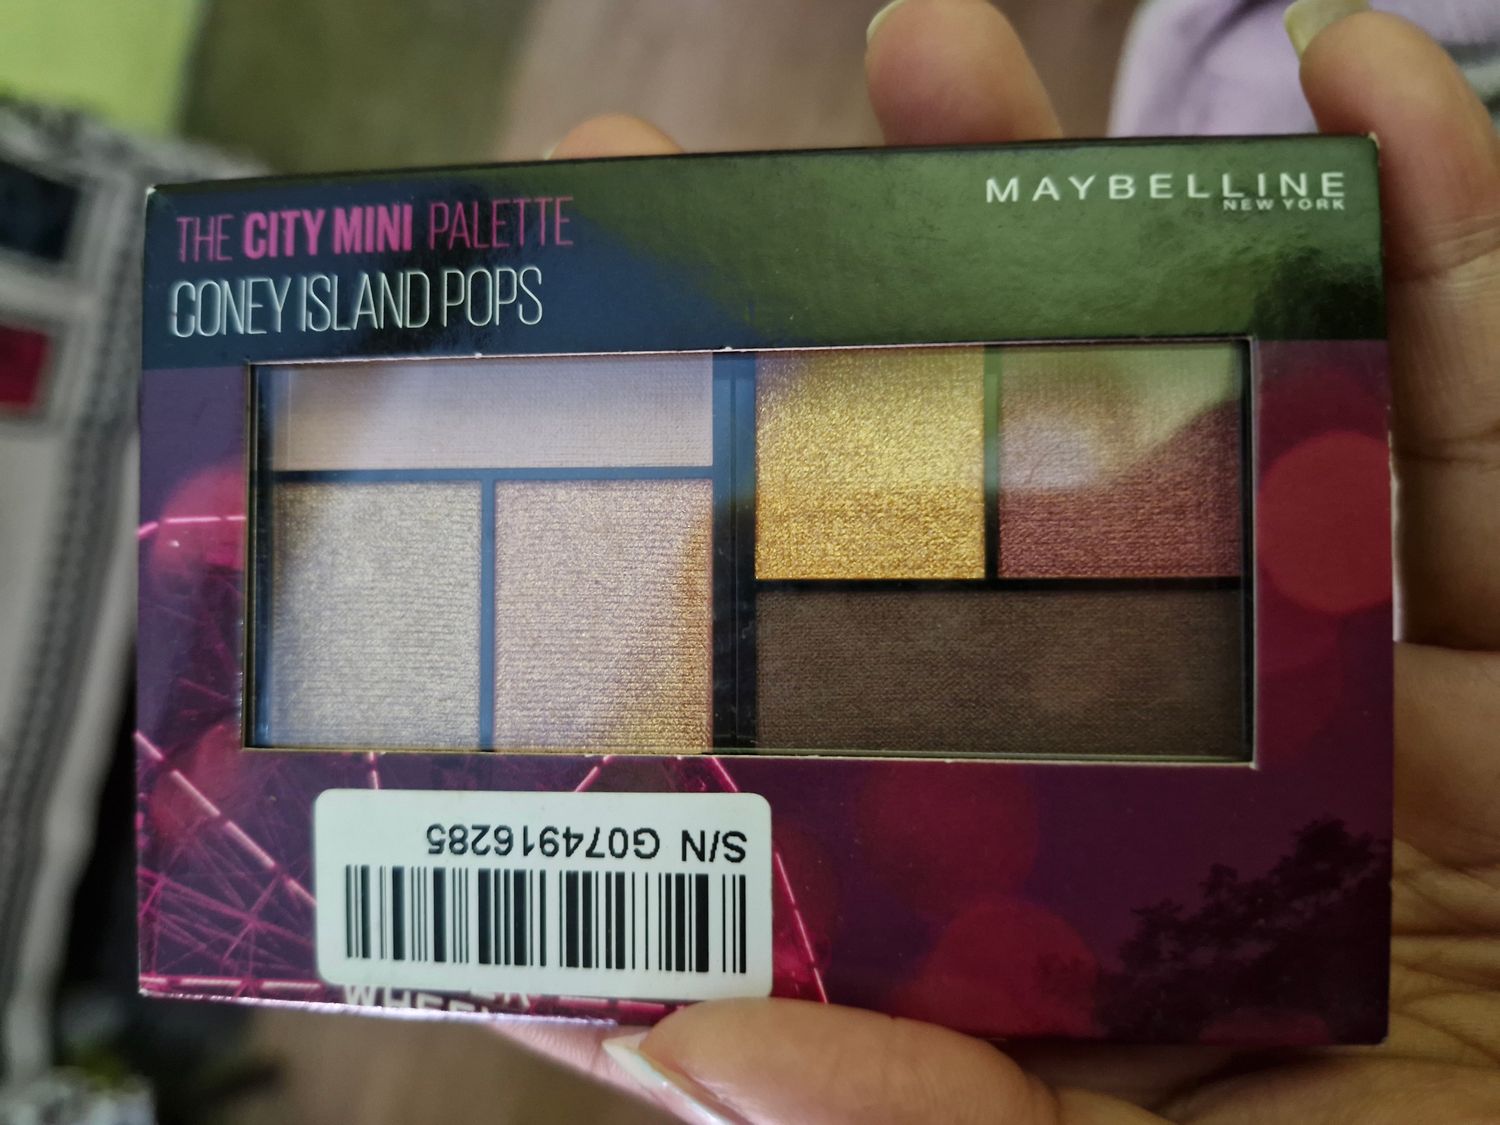 THE CITY MINI PALETTE
CONEY ISLAND POPS
MAYBELLINE
NEW YORK
S/N G074916285